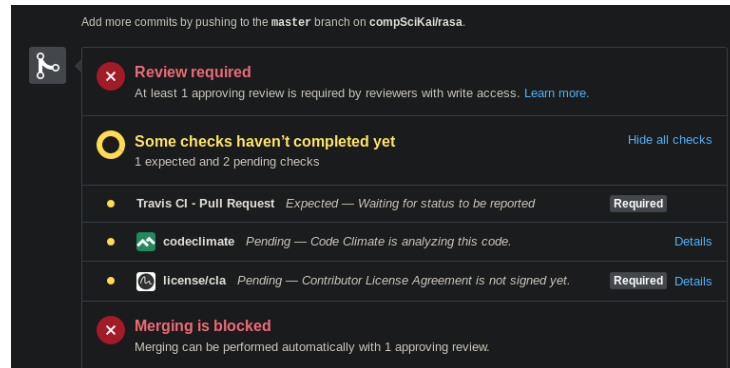 Add more commits by pushing to the master branch on compSciKai/rasa.
Review required
At least 1 approving review is required by reviewers with write access. Learn more.
Some checks haven't completed yet
Hide all checks
1 expected and 2 pending checks
Travis CI - Pull Request Expected — Waiting for status to be reported Required
codeclimate Pending — Code Climate is analyzing this code. Details
license/cla Pending — Contributor License Agreement is not signed yet. Required Details
Merging is blocked
Merging can be performed automatically with 1 approving review.